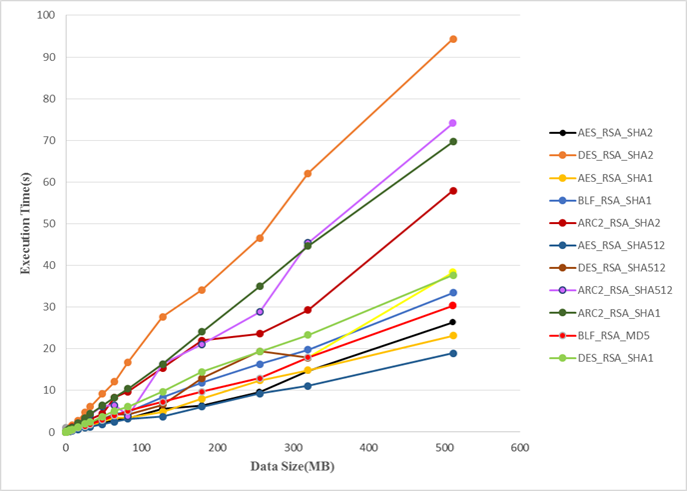 100
90
80
70
60
50
40
30
20
10
0
Execution Time(s)
0 100 200 300 400 500 600
Data Size(MB)
AES_RSA_SHA2
DES_RSA_SHA2
AES_RSA_SHA1
BLF_RSA_SHA1
ARC2_RSA_SHA2
AES_RSA_SHA512
DES_RSA_SHA512
ARC2_RSA_SHA512
ARC2_RSA_SHA1
BLF_RSA_MD5
DES_RSA_SHA1